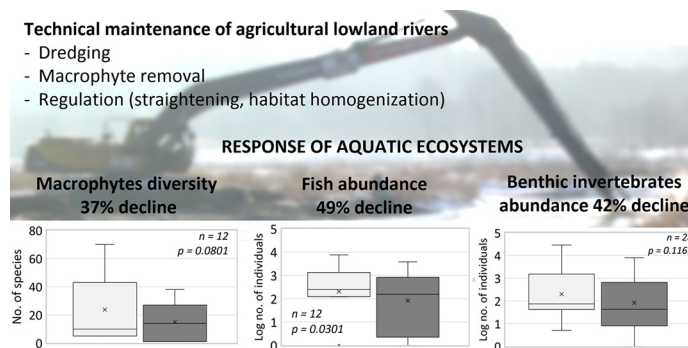 Technical maintenance of agricultural lowland rivers
- Dredging
- Macrophyte removal
- Regulation (straightening, habitat homogenization)
RESPONSE OF AQUATIC ECOSYSTEMS
Macrophytes diversity
37% decline
Fish abundance
49% decline
Benthic invertebrates
abundance 42% decline
No. of species
80
60
40
20
0
n = 12
p = 0.0801
Log no. of individuals
5
4
3
2
1
0
n = 12
p = 0.0301
Log no. of individuals
5
4
3
2
1
0
p = 0.116